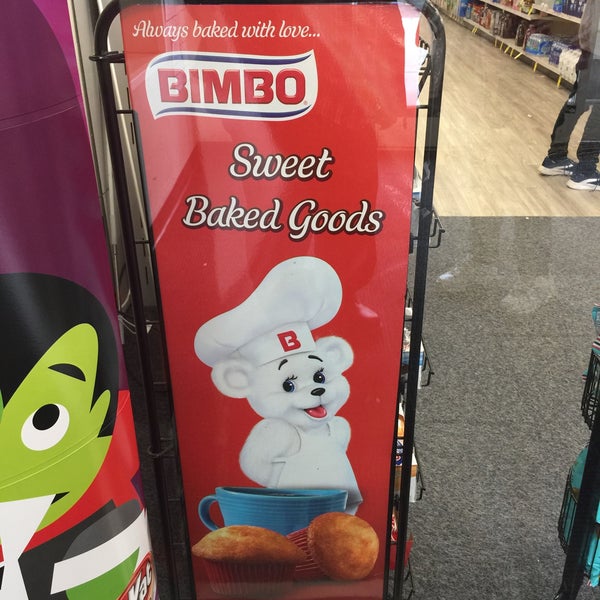 Always baked with love...
BIMBO
Sweet
Baked Goods
B